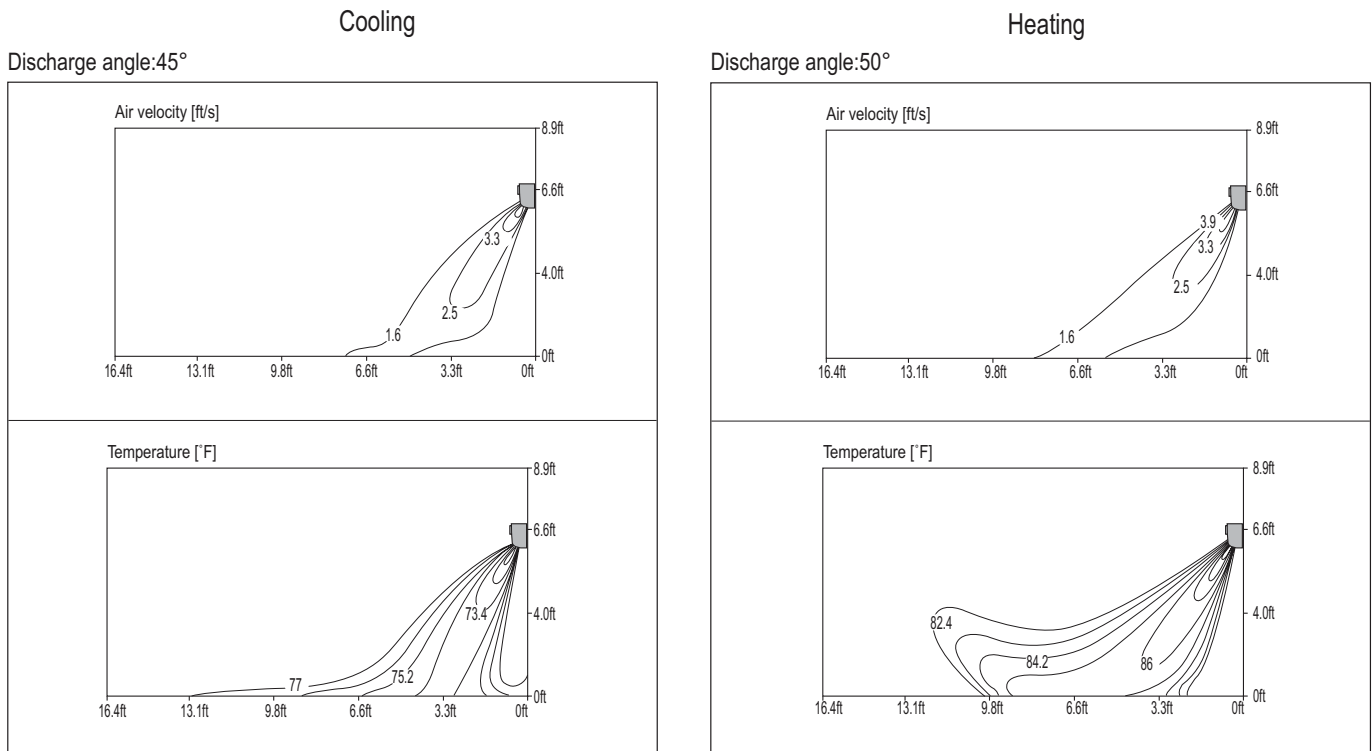 Cooling
Discharge angle:45°
Air velocity [ft/s]
8.9ft
6.6ft
3.3
4.0ft
2.5
1.6
0ft
16.4ft 13.1ft 9.8ft 6.6ft 3.3ft 0ft
Temperature [°F]
8.9ft
6.6ft
73.4
4.0ft
75.2
77
0ft
16.4ft 13.1ft 9.8ft 6.6ft 3.3ft 0ft
Heating
Discharge angle:50°
Air velocity [ft/s]
8.9ft
6.6ft
3.9
3.3
4.0ft
2.5
1.6
0ft
16.4ft 13.1ft 9.8ft 6.6ft 3.3ft 0ft
Temperature [°F]
8.9ft
6.6ft
4.0ft
82.4
84.2 86
0ft
16.4ft 13.1ft 9.8ft 6.6ft 3.3ft 0ft